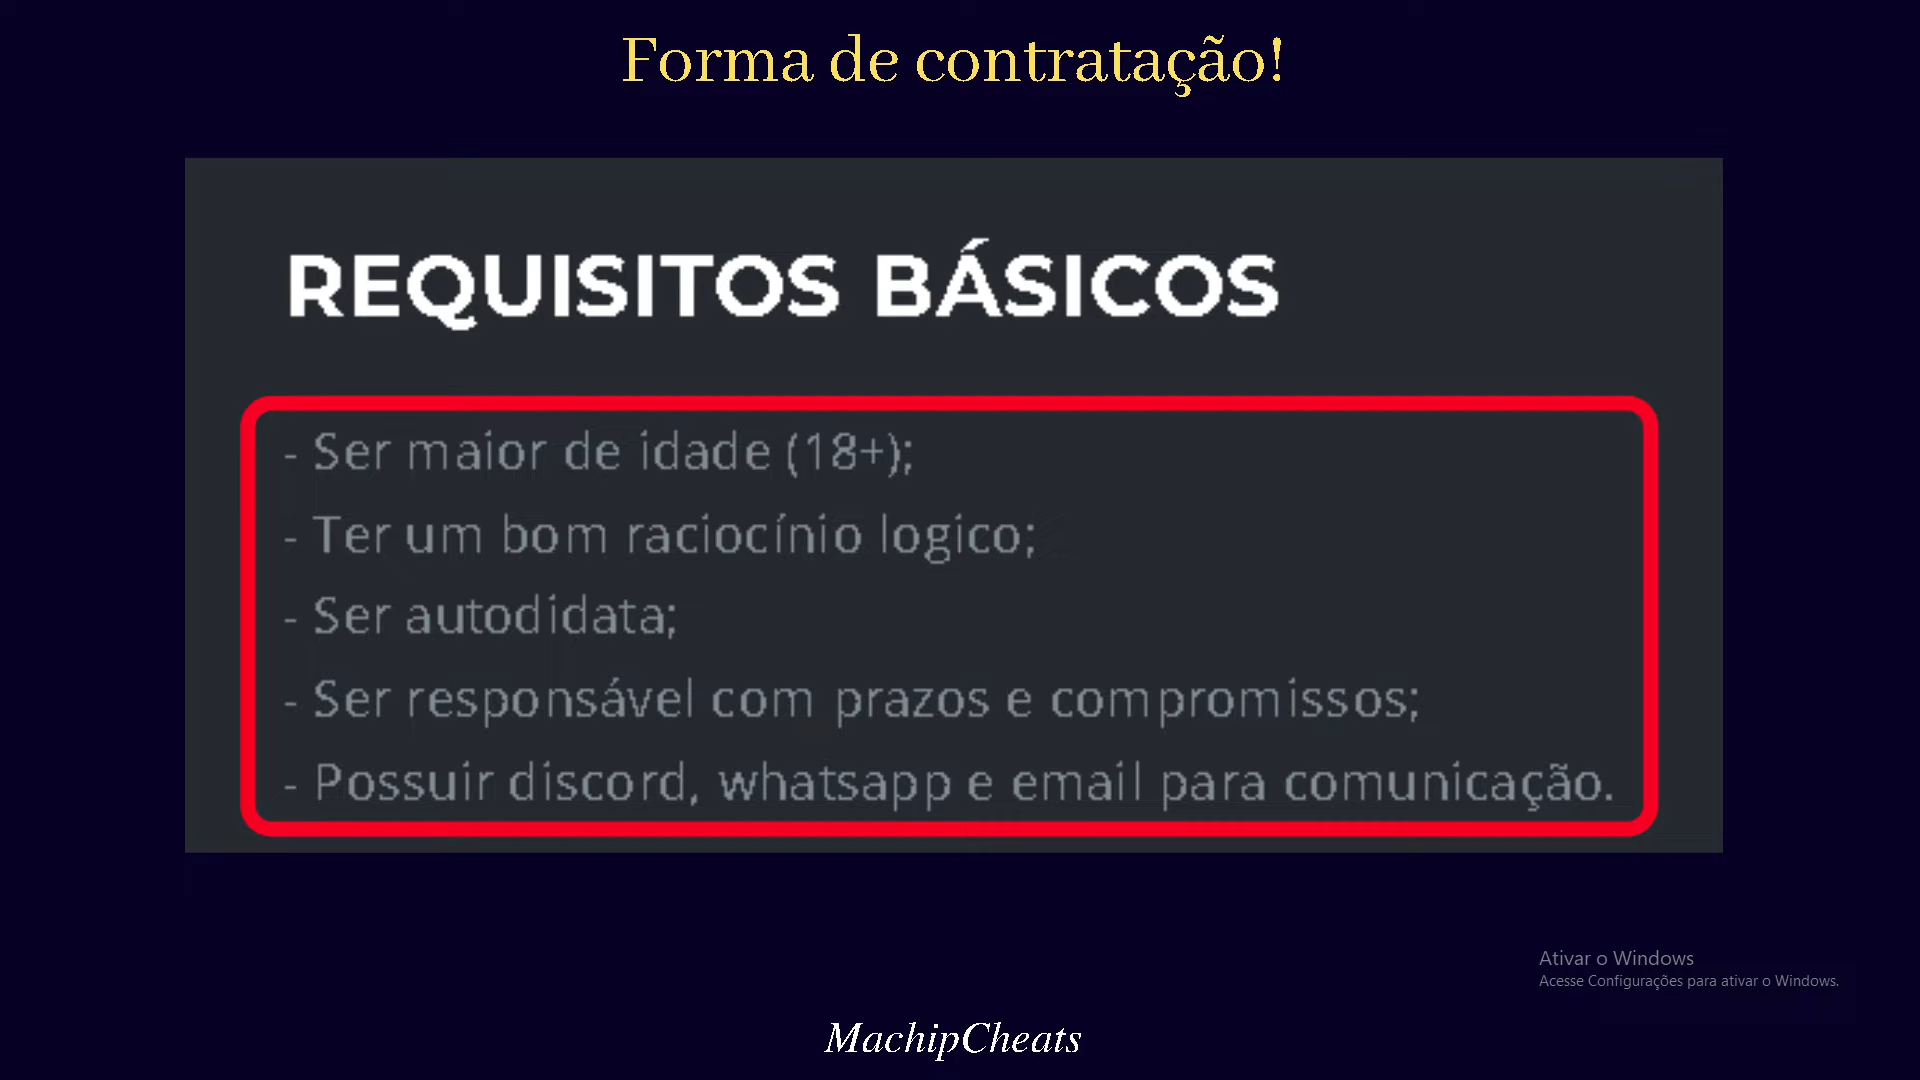 Forma de contratação!
REQUISITOS BÁSICOS
- Ser maior de idade (18+);
- Ter um bom raciocínio logico;
- Ser autodidata;
- Ser responsável com prazos e compromissos;
- Possuir discord, whatsapp e email para comunicação.
Ativar o Windows
Acesse Configurações para ativar o Windows.
MachipCheats